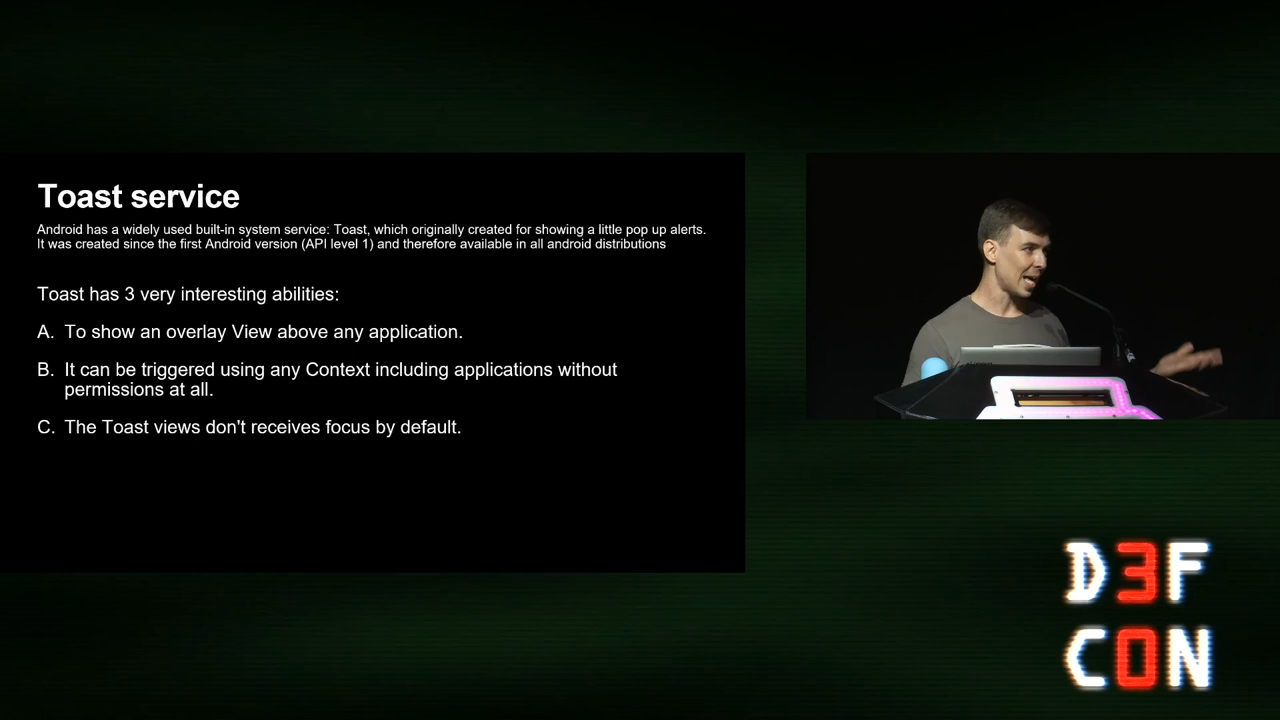 Toast service
Android has a widely used built-in system service: Toast, which originally created for showing a little pop up alerts.
It was created since the first Android version (API level 1) and therefore available in all android distributions
Toast has 3 very interesting abilities:
A. To show an overlay View above any application.
B. It can be triggered using any Context including applications without
permissions at all.
C. The Toast views don't receives focus by default.
D3F
C0N